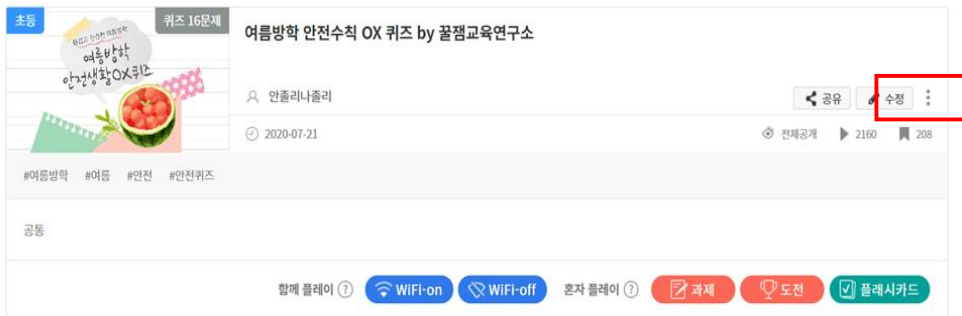 초등
퀴즈 16문제
여름방학
안전생활OX퀴즈
여름방학 안전수칙 OX 퀴즈 by 꿀잼교육연구소
안졸리나졸리
공유
수정
2020-07-21
전체공개
2160
208
#여름방학 #여름 #안전 #안전퀴즈
공통
함께 플레이 ?
WiFi-on
WiFi-off
혼자 플레이 ?
과제
도전
플래시카드